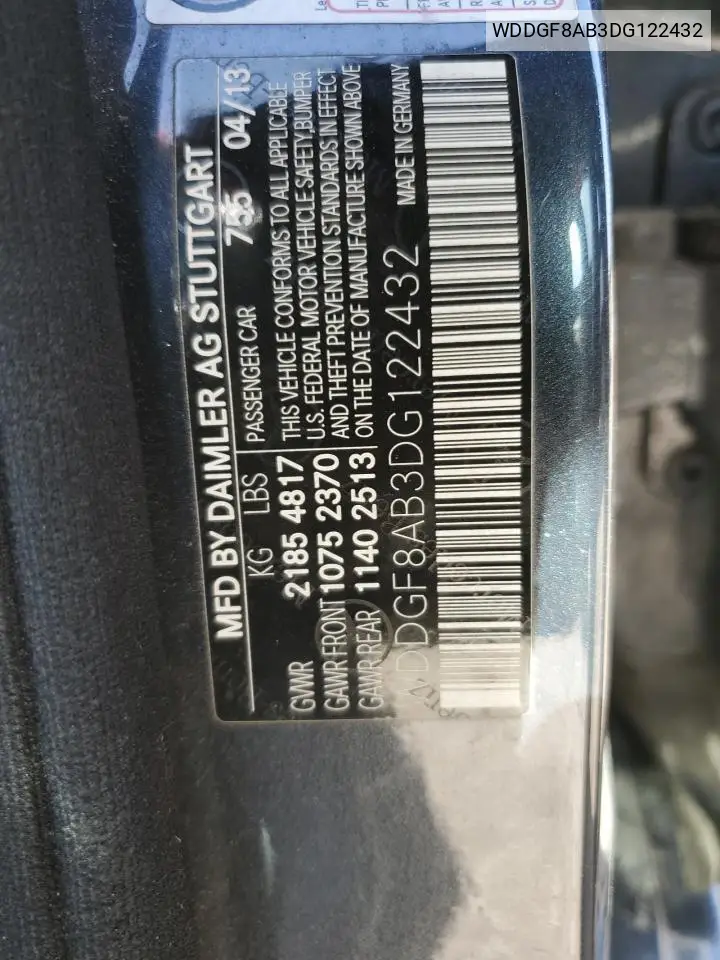 WDDGF8AB3DG122432
MFD BY DAIMLER AG STUTTGART
KG LBS PASSENGER CAR 04/13
GVWR 2185 4817 THIS VEHICLE CONFORMS TO ALL APPLICABLE
GAWR FRONT 1075 2370 U.S. FEDERAL MOTOR VEHICLE SAFETY, BUMPER
GAWR REAR 1140 2513 AND THEFT PREVENTION STANDARDS IN EFFECT
ON THE DATE OF MANUFACTURE SHOWN ABOVE
WDDGF8AB3DG122432 MADE IN GERMANY